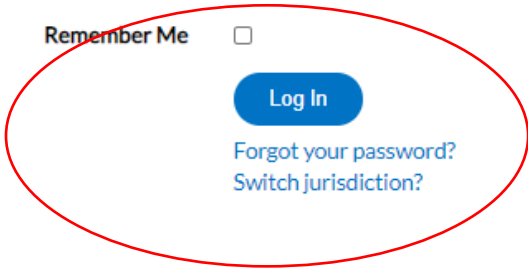 Remember Me
Log In
Forgot your password?
Switch jurisdiction?